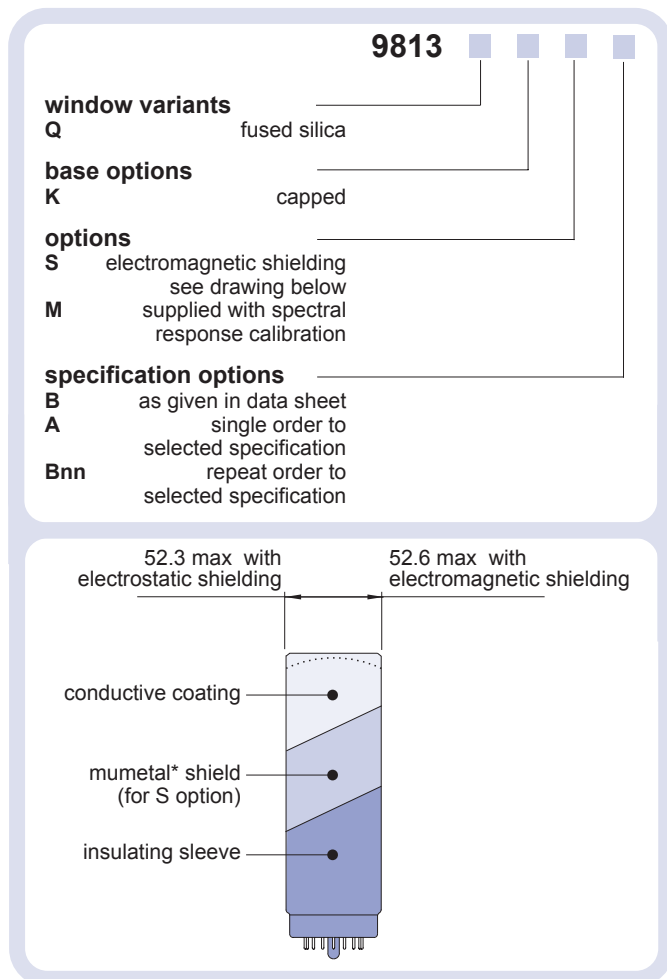 9813
window variants
Q fused silica
base options
K capped
options
S electromagnetic shielding
see drawing below
M supplied with spectral
response calibration
specification options
B as given in data sheet
A single order to
selected specification
Bnn repeat order to
selected specification
52.3 max with
electrostatic shielding
52.6 max with
electromagnetic shielding
conductive coating
mumetal* shield
(for S option)
insulating sleeve